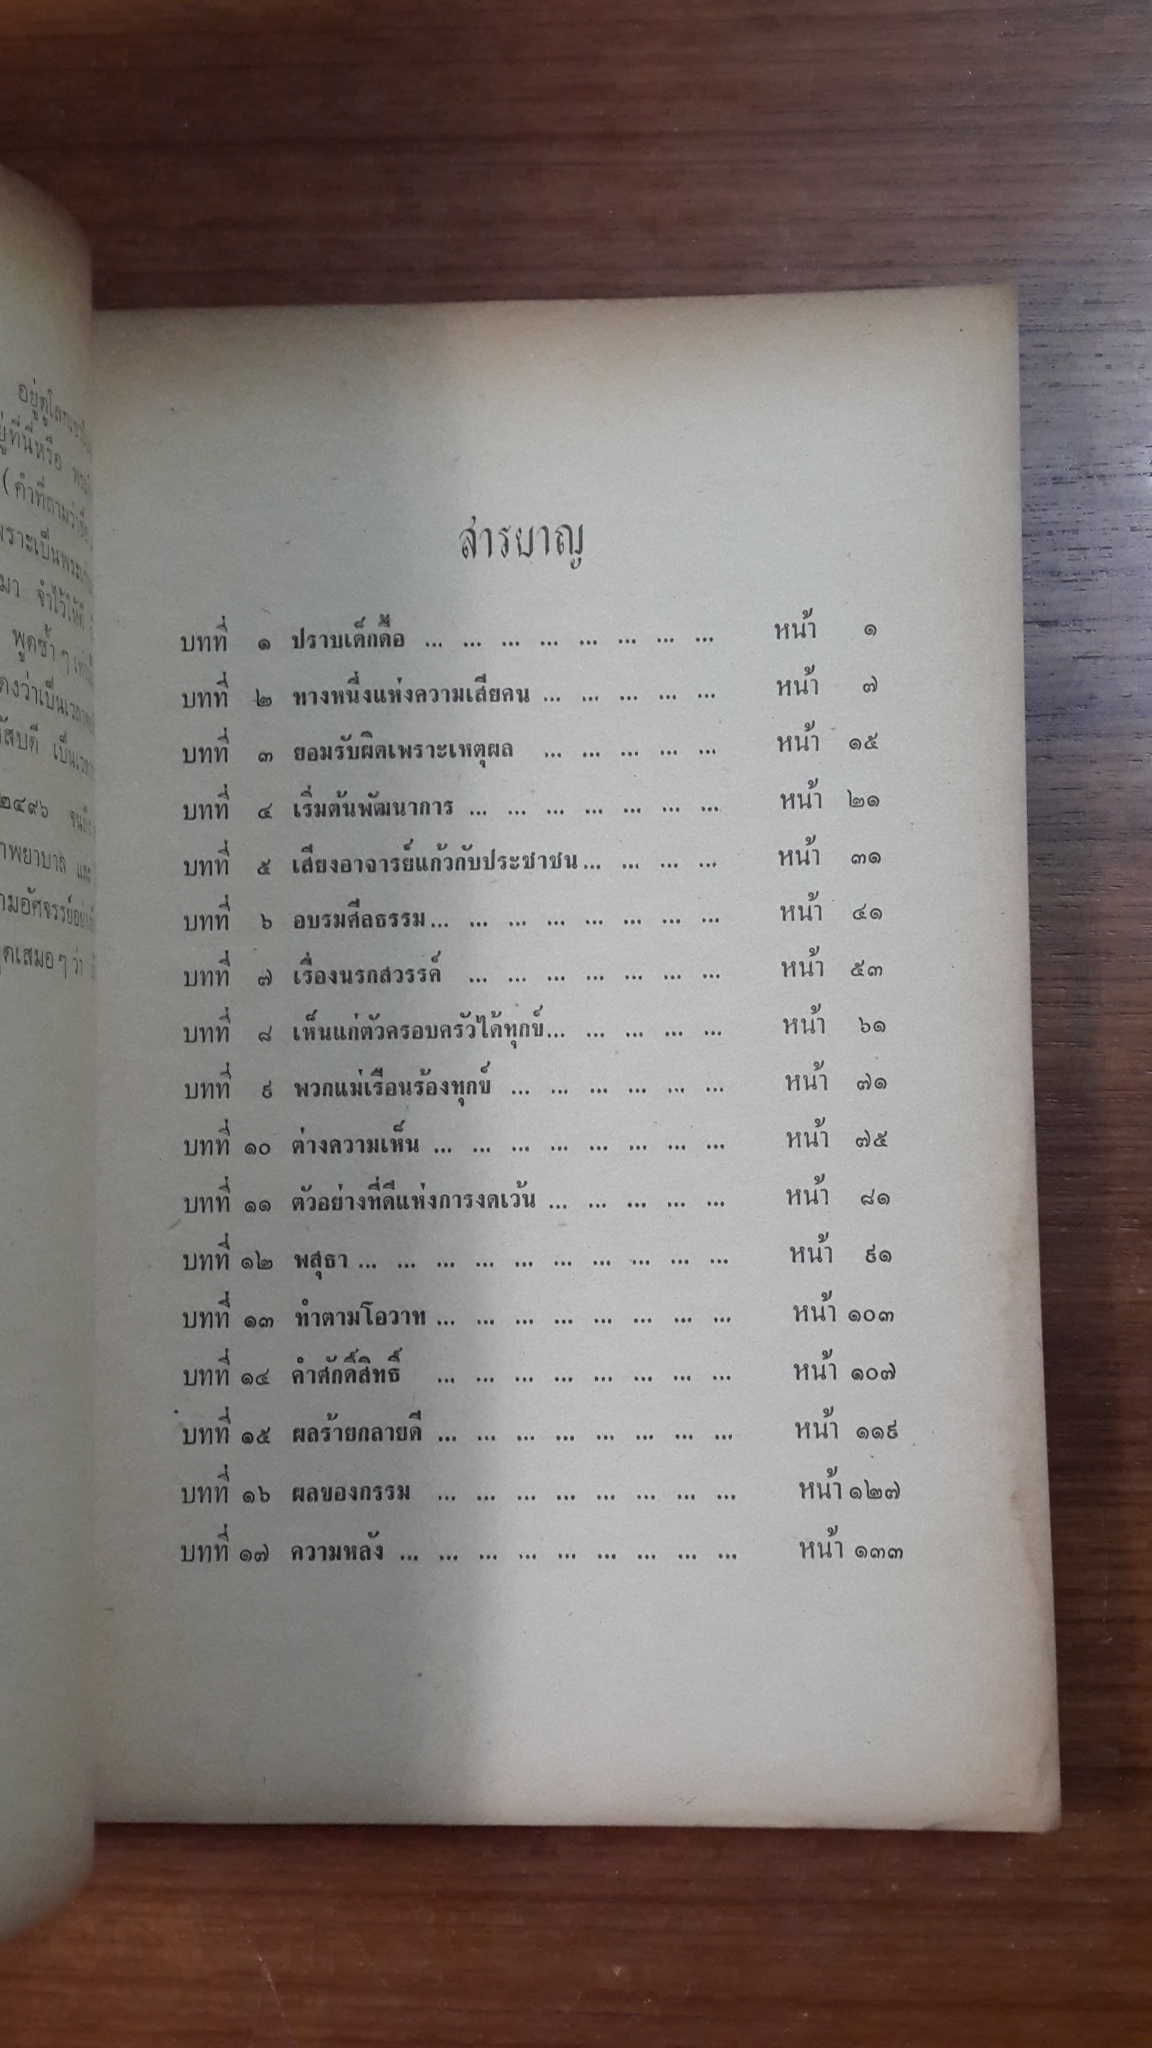 สารบาญ
บทที่ ๑ ปราบเด็กดื้อ ... ... ... ... ... ... ... ... หน้า ๑
บทที่ ๒ ทางหนึ่งแห่งความเสียคน ... ... ... ... ... หน้า ๗
บทที่ ๓ ยอมรับผิดเพราะเหตุผล ... ... ... ... ... หน้า ๑๕
บทที่ ๔ เริ่มต้นพัฒนาการ ... ... ... ... ... ... ... หน้า ๒๑
บทที่ ๕ เสียงอาจารย์แก้วกับประชาชน ... ... ... ... หน้า ๓๑
บทที่ ๖ อบรมศีลธรรม ... ... ... ... ... ... ... ... หน้า ๔๑
บทที่ ๗ เรื่องนรกสวรรค์ ... ... ... ... ... ... ... หน้า ๕๓
บทที่ ๘ เห็นแก่ตัวครอบครัวได้ทุกข์ ... ... ... ... ... หน้า ๖๑
บทที่ ๙ พวกแม่เรือนร้องทุกข์ ... ... ... ... ... ... หน้า ๗๑
บทที่ ๑๐ ต่างความเห็น ... ... ... ... ... ... ... ... หน้า ๗๕
บทที่ ๑๑ ตัวอย่างที่ดีแห่งการงดเว้น ... ... ... ... ... หน้า ๘๑
บทที่ ๑๒ พสุธา ... ... ... ... ... ... ... ... ... ... หน้า ๙๑
บทที่ ๑๓ ทำตามโอวาท ... ... ... ... ... ... ... ... หน้า ๑๐๓
บทที่ ๑๔ คำศักดิ์สิทธิ์ ... ... ... ... ... ... ... ... หน้า ๑๐๗
บทที่ ๑๕ ผลร้ายกลายดี ... ... ... ... ... ... ... ... หน้า ๑๑๙
บทที่ ๑๖ ผลของกรรม ... ... ... ... ... ... ... ... หน้า ๑๒๗
บทที่ ๑๗ ความหลัง ... ... ... ... ... ... ... ... ... หน้า ๑๓๓